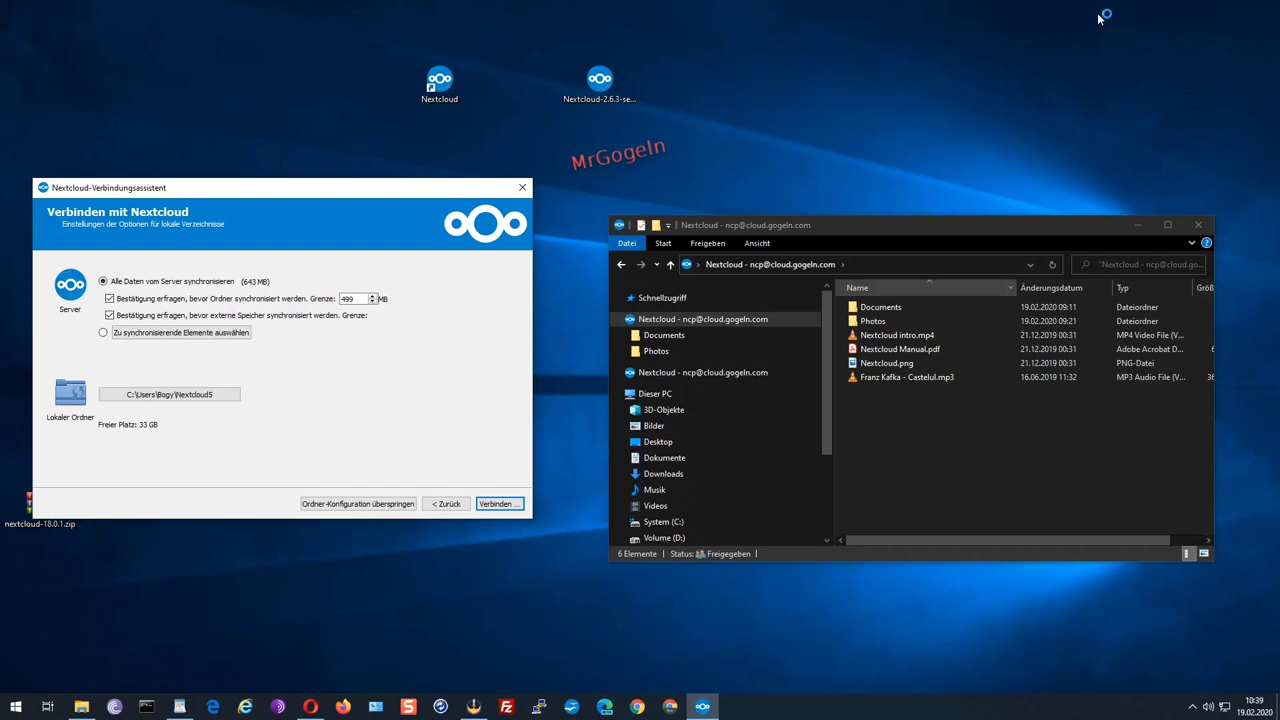 Nextcloud
Nextcloud-2.6.3-se...
MrGogeln
Nextcloud-Verbindungsassistent
Verbinden mit Nextcloud
Einstellungen der Optionen für lokale Verzeichnisse
Server
Alle Daten vom Server synchronisieren (643 MB)
Bestätigung erfragen, bevor Ordner synchronisiert werden. Grenze: 499 MB
Bestätigung erfragen, bevor externe Speicher synchronisiert werden. Grenze:
Zu synchronisierende Elemente auswählen
C:\Users\Bogy\Nextcloud5
Lokaler Ordner
Freier Platz: 33 GB
Ordner-Konfiguration überspringen
< Zurück
Verbinden ...
nextcloud-18.0.1.zip
Nextcloud - ncp@cloud.gogeln.com
Datei Start Freigeben Ansicht
Nextcloud - ncp@cloud.gogeln.com
"Nextcloud - ncp@cloud.go...
Schnellzugriff
Nextcloud - ncp@cloud.gogeln.com
Documents
Photos
Nextcloud - ncp@cloud.gogeln.com
Dieser PC
3D-Objekte
Bilder
Desktop
Dokumente
Downloads
Musik
Videos
System (C:)
Volume (D:)
Name Änderungsdatum Typ Größ
Documents 19.02.2020 09:11 Dateiordner
Photos 19.02.2020 09:21 Dateiordner
Nextcloud intro.mp4 21.12.2019 00:31 MP4 Video File (V...
Nextcloud Manual.pdf 21.12.2019 00:31 Adobe Acrobat D... 6
Nextcloud.png 21.12.2019 00:31 PNG-Datei
Franz Kafka - Castelul.mp3 16.06.2019 11:32 MP3 Audio File (V... 36
6 Elemente Status: Freigegeben
10:39
19.02.2020